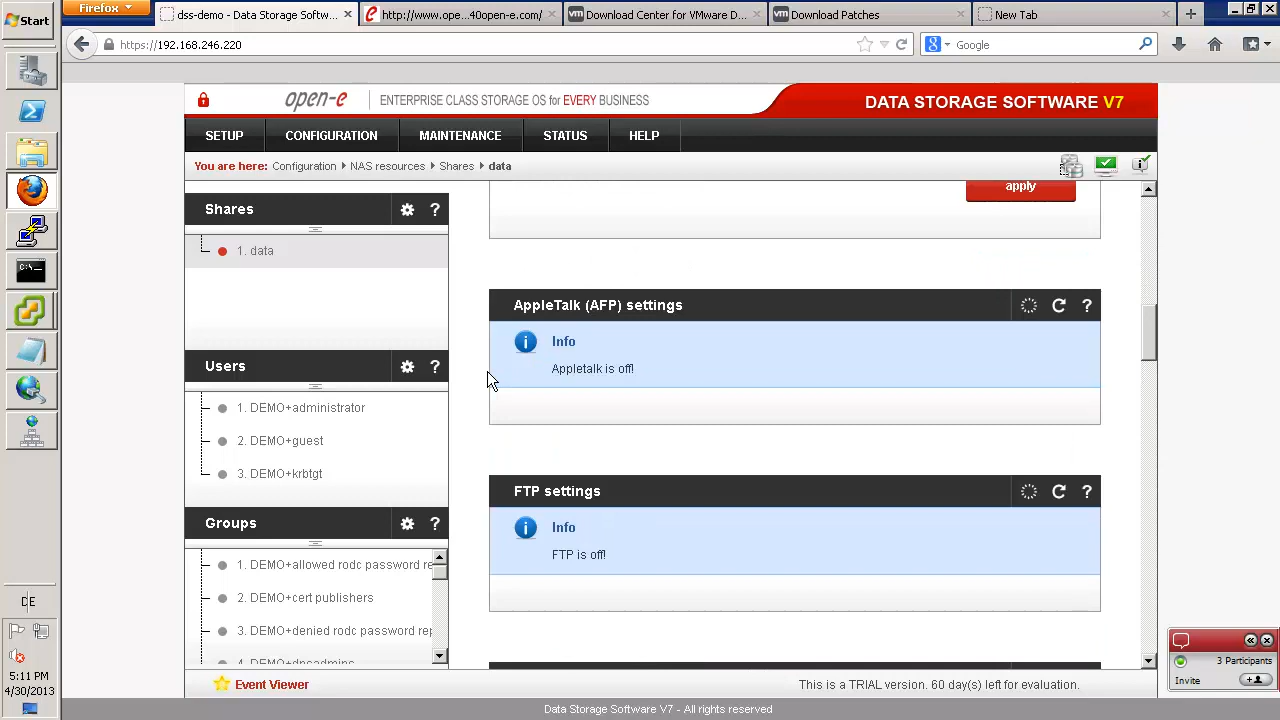 Start
Firefox
dss-demo - Data Storage Softw...
http://www.ope...40open-e.com/
Download Center for VMware D...
Download Patches
New Tab
https://192.168.246.220
Google
open-e
ENTERPRISE CLASS STORAGE OS for EVERY BUSINESS
DATA STORAGE SOFTWARE V7
SETUP
CONFIGURATION
MAINTENANCE
STATUS
HELP
You are here: Configuration NAS resources Shares data
Shares
1. data
Users
1. DEMO+administrator
2. DEMO+guest
3. DEMO+krbtgt
Groups
1. DEMO+allowed rodc password re
2. DEMO+cert publishers
3. DEMO+denied rodc password rep
4. DEMO+dnsadmins
apply
AppleTalk (AFP) settings
Info
Appletalk is off!
FTP settings
Info
FTP is off!
Event Viewer
This is a TRIAL version. 60 day(s) left for evaluation.
Data Storage Software V7 - All rights reserved
DE
5:11 PM
4/30/2013
3 Participants
Invite